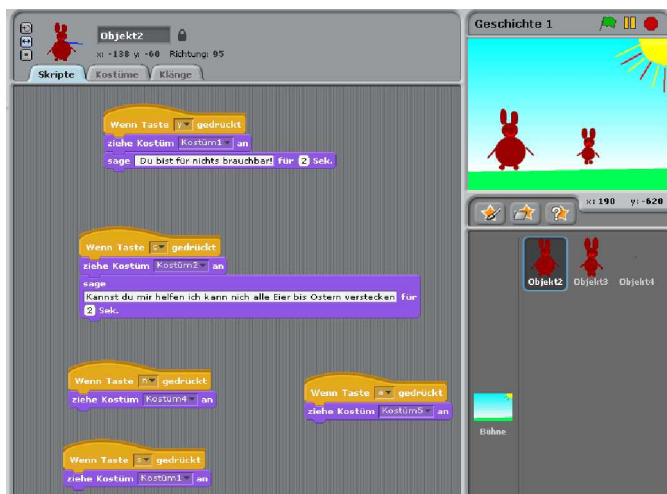 Objekt2
x: -138 y: -60 Richtung: 95
Skripte Kostüme Klänge
Wenn Taste y gedrückt
ziehe Kostüm Kostüm1 an
sage Du bist für nichts brauchbar! für 2 Sek.
Wenn Taste c gedrückt
ziehe Kostüm Kostüm2 an
sage
Kannst du mir helfen ich kann nich alle Eier bis Ostern verstecken für
2 Sek.
Wenn Taste n gedrückt
ziehe Kostüm Kostüm4 an
Wenn Taste gedrückt
ziehe Kostüm Kostüm5 an
Wenn Taste gedrückt
ziehe Kostüm Kostüm1 an
Geschichte 1
x: 190 y: -620
Objekt2 Objekt3 Objekt4
Bühne